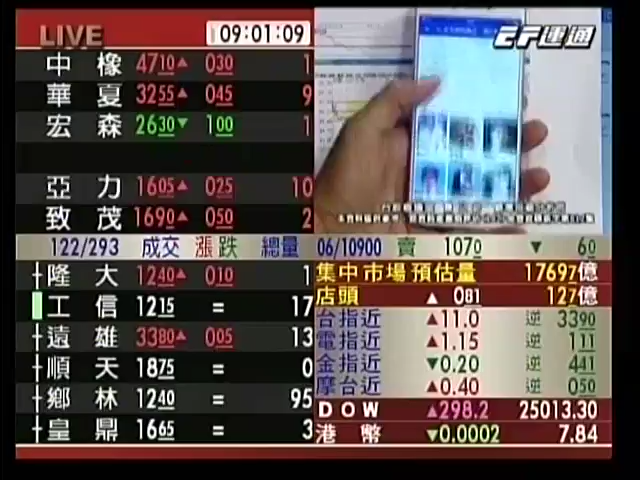 LIVE 09:01:09
EF建通
中橡 4710▲ 030 1
華夏 3255▲ 045 9
宏森 2630▼ 100 1
亞力 1605▲ 025 10
致茂 1690▲ 050 2
122/293 成交 漲跌 總量
隆大 1240▲ 010 1
工信 1215 = 17
遠雄 3380▲ 005 13
順天 1875 = 0
鄉林 1240 = 95
皇鼎 1665 = 3
06/10900 賣 1070 ▼ 60
集中市場預估量 17697億
店頭 ▲ 081 127億
台指近 ▲11.0 逆 3390
電指近 ▲1.15 逆 111
金指近 ▼0.20 逆 441
摩台近 ▲0.40 逆 050
DOW ▲298.2 25013.30
港幣 ▼0.0002 7.84